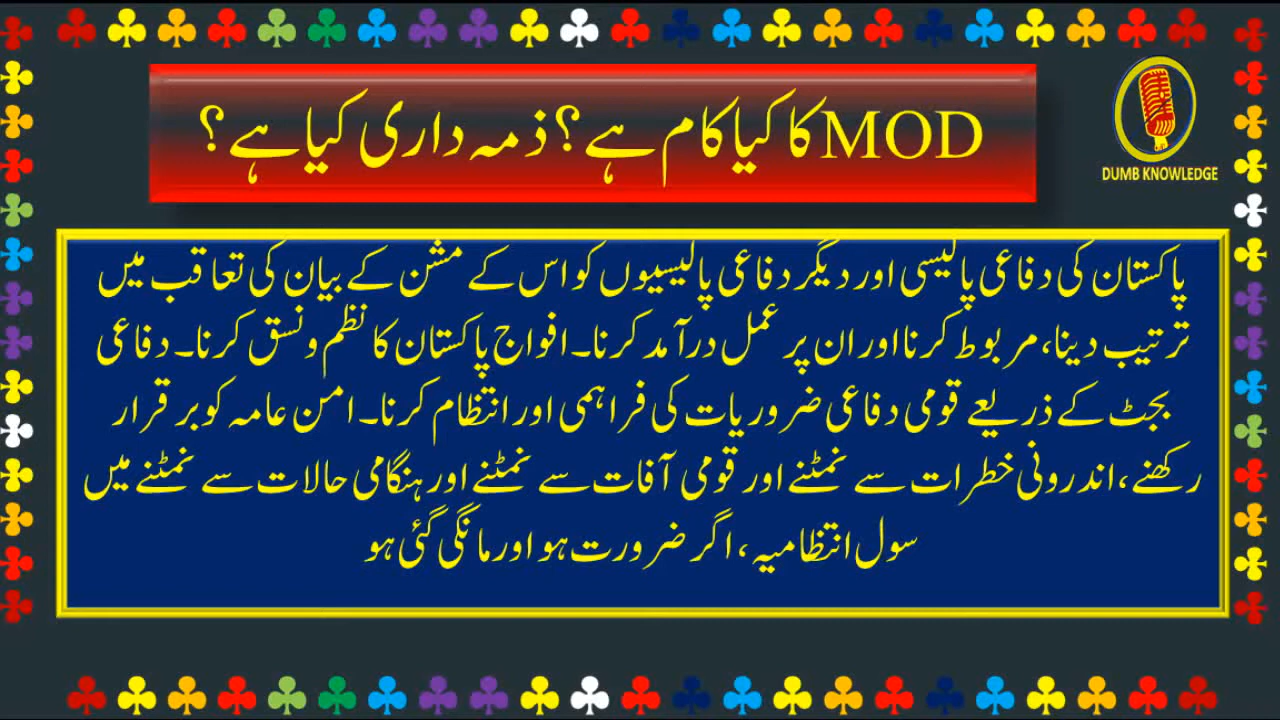 MOD کا کیا کام ہے؟ ذمہ داری کیا ہے؟
DUMB KNOWLEDGE
پاکستان کی دفاعی پالیسی اور دیگر دفاعی پالیسیوں کو اس کے مشن کے بیان کی تعاقب میں
ترتیب دینا، مربوط کرنا اور ان پر عمل درآمد کرنا۔ افواج پاکستان کا نظم و نسق کرنا۔ دفاعی
بجٹ کے ذریعے قومی دفاعی ضروریات کی فراہمی اور انتظام کرنا۔ امن عامہ کو بر قرار
رکھنے، اندرونی خطرات سے نمٹنے اور قومی آفات سے نمٹنے اور ہنگامی حالات سے نمٹنے میں
سول انتظامیہ، اگر ضرورت ہو اور مانگی گئی ہو